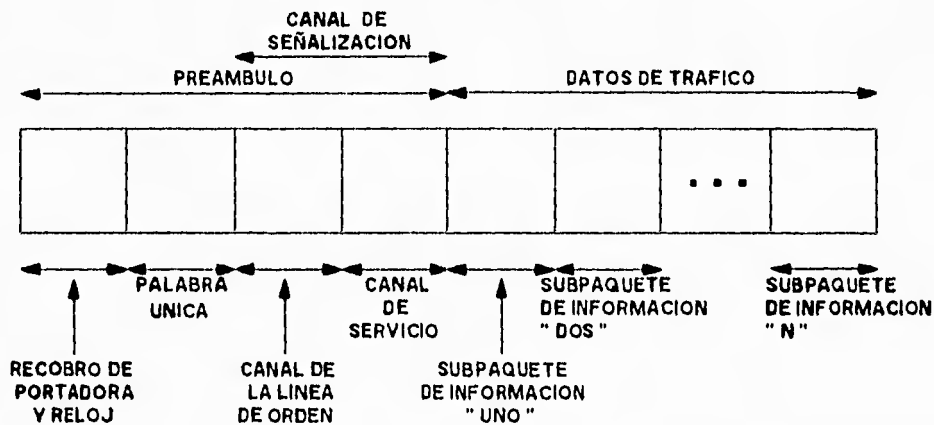 CANAL DE
SEÑALIZACION
PREAMBULO
DATOS DE TRAFICO
...
PALABRA
UNICA
CANAL
DE
SERVICIO
SUBPAQUETE
DE INFORMACION
" DOS "
SUBPAQUETE
DE INFORMACION
" N "
RECOBRO DE
PORTADORA
Y RELOJ
CANAL DE
LA LINEA
DE ORDEN
SUBPAQUETE
DE INFORMACION
" UNO "